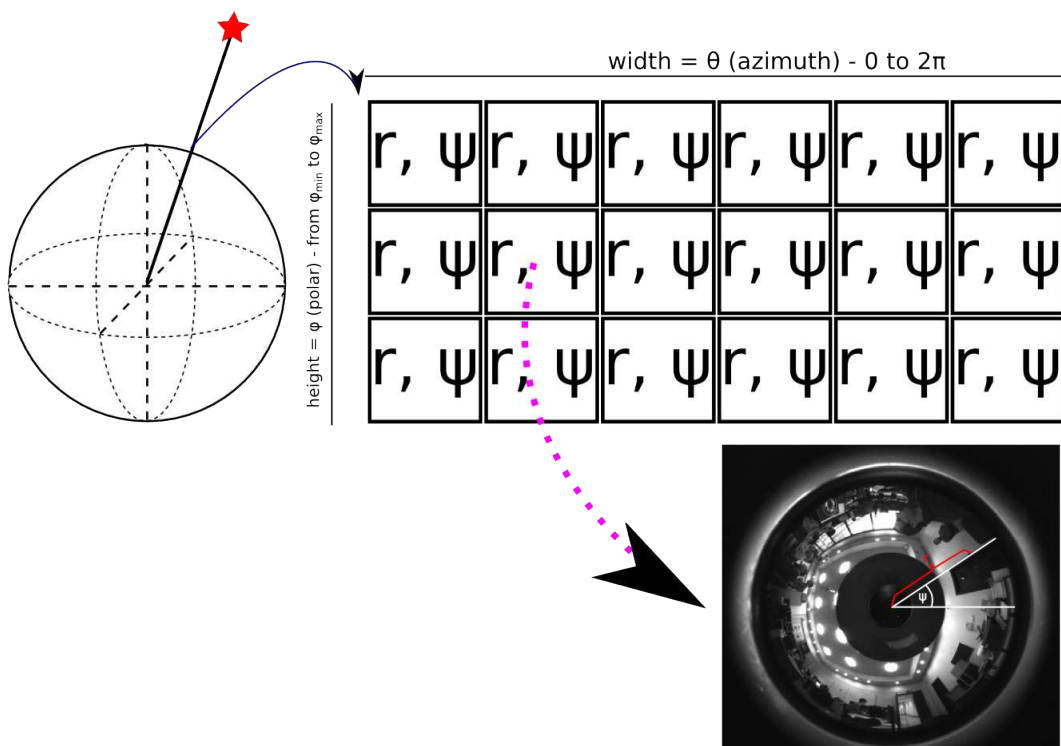 width = θ (azimuth) - 0 to 2π
height = φ (polar) - from φmin to φmax
r, ψ r, ψ r, ψ r, ψ r, ψ r, ψ
r, ψ r, ψ r, ψ r, ψ r, ψ r, ψ
r, ψ r, ψ r, ψ r, ψ r, ψ r, ψ
r
ψ